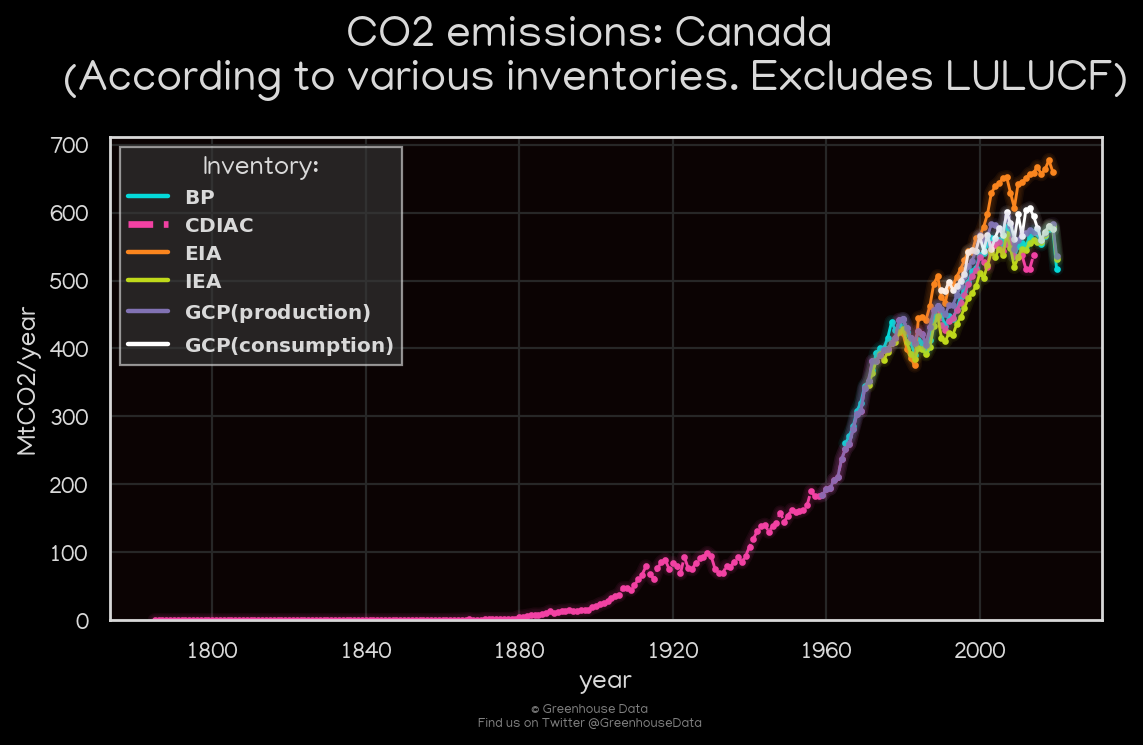 CO2 emissions: Canada
(According to various inventories. Excludes LULUCF)
700
600
500
400
300
200
100
0
MtCO2/year
Inventory:
BP
CDIAC
EIA
IEA
GCP(production)
GCP(consumption)
1800 1840 1880 1920 1960 2000
year
© Greenhouse Data
Find us on Twitter @GreenhouseData